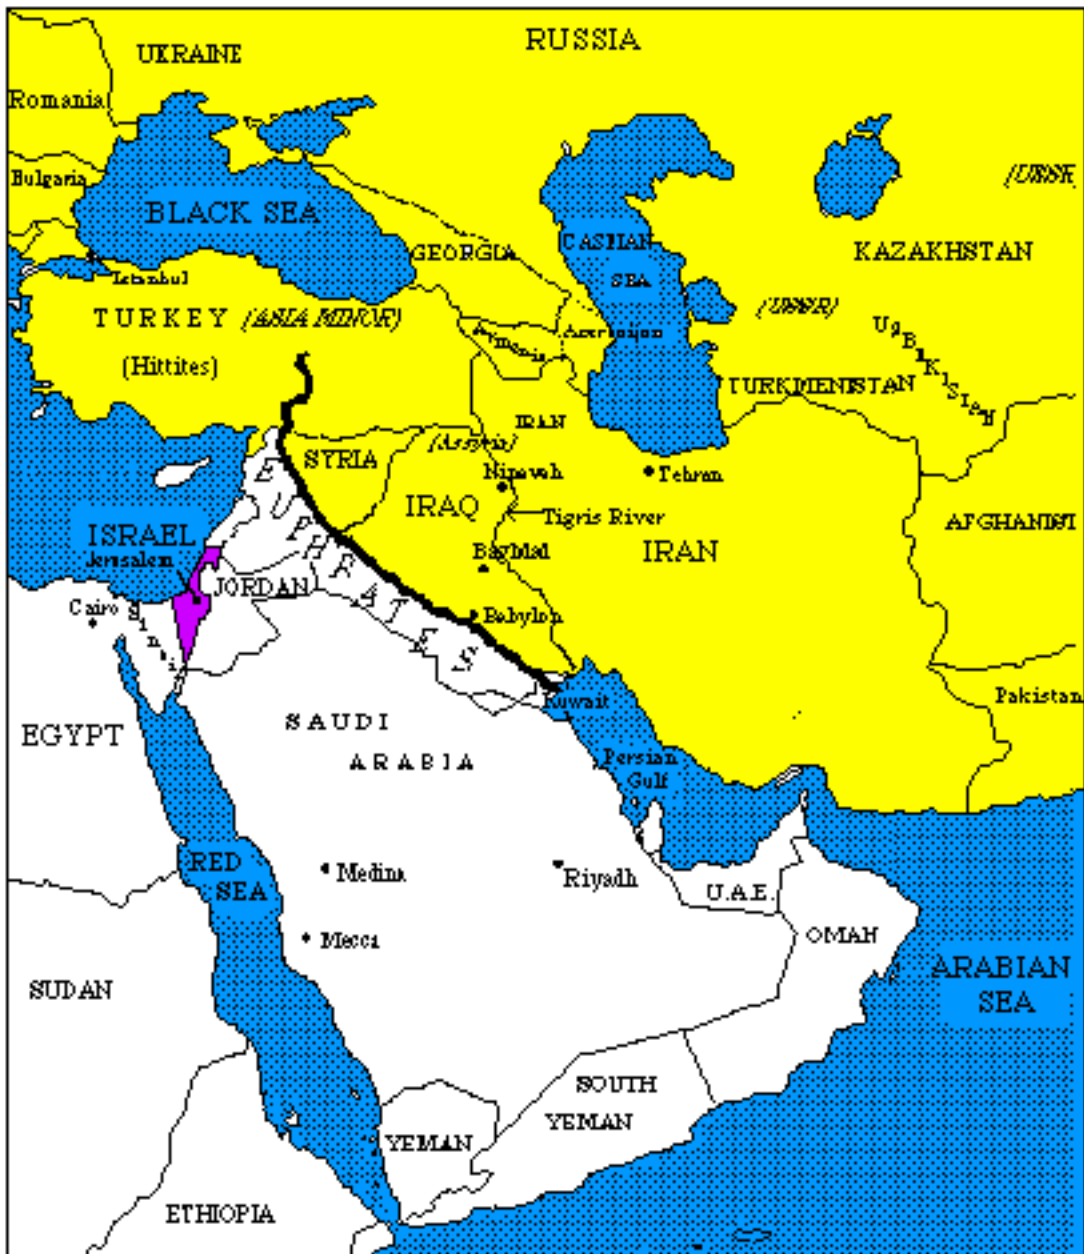 RUSSIA
UKRAINE
Romania
Bulgaria
BLACK SEA
(USSR
CASPIAN
SEA
GEORGIA
KAZAKHSTAN
Istanbul
(USSR)
TURKEY (ASIA MINOR)
Armenia
Azerbaijan
UzBEKISTAN
(Hittites)
TURKMENISTAN
IRAN
(Assyria)
SYRIA
Ninevah
Tehran
EUPHRATES
IRAQ
Tigris River
ISRAEL
AFGHANIST
Jerusalem
Baghdad
IRAN
JORDAN
Cairo
Sinai
Babylon
Kuwait
Pakistan
SAUDI
ARABIA
EGYPT
Persian
Gulf
RED
SEA
Medina
Riyadh
U.A.E.
Mecca
OMAN
ARABIAN
SEA
SUDAN
SOUTH
YEMAN
YEMAN
ETHIOPIA